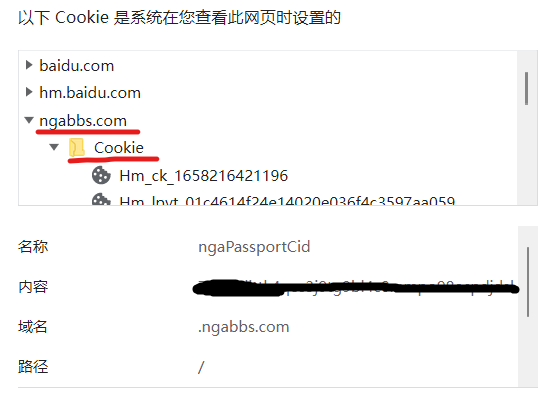 以下 Cookie 是系统在您查看此网页时设置的
baidu.com
hm.baidu.com
ngabbs.com
Cookie
Hm_ck_1658216421196
Hm_lpvt_01c4614f24e14020e036f4c3597aa059
名称 ngaPassportCid
内容
域名 .ngabbs.com
路径 /